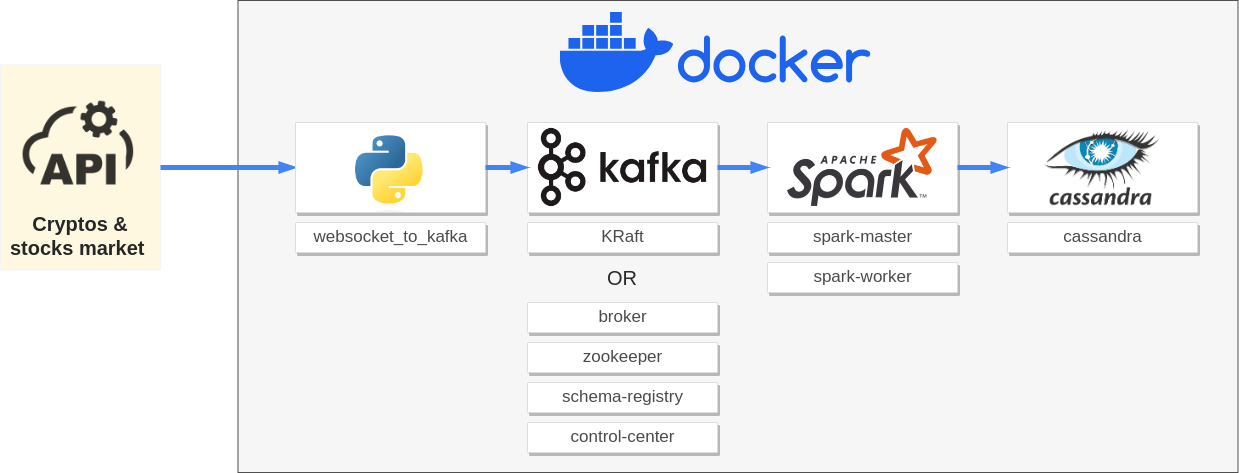 docker
API
Cryptos &
stocks market
websocket_to_kafka
kafka
KRaft
OR
broker
zookeeper
schema-registry
control-center
APACHE
Spark™
spark-master
spark-worker
cassandra
cassandra